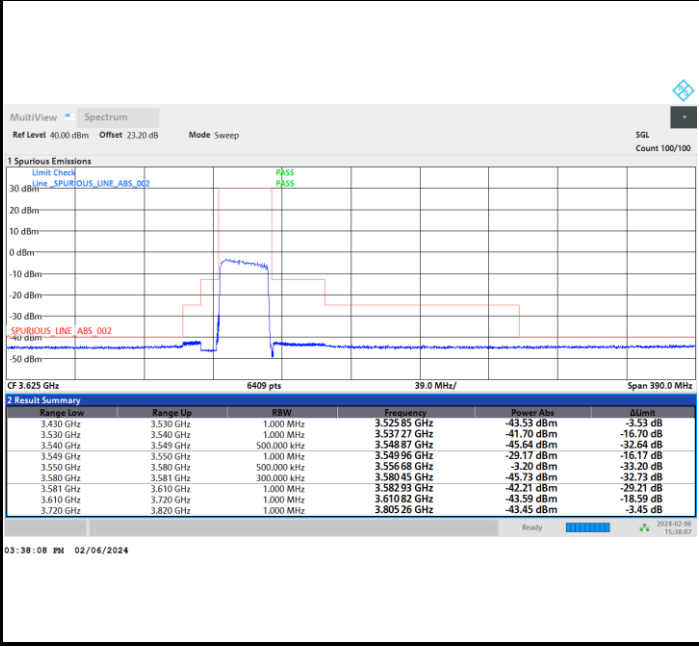 MultiView Spectrum
Ref Level 40.00 dBm Offset 23.20 dB Mode Sweep SGL
Count 100/100
1 Spurious Emissions
Limit Check PASS
Line _SPURIOUS_LINE_ABS_002 PASS
30 dBm
20 dBm
10 dBm
0 dBm
-10 dBm
-20 dBm
-30 dBm
_SPURIOUS_LINE_ABS_002
-40 dBm
-50 dBm
CF 3.625 GHz 6409 pts 39.0 MHz/ Span 390.0 MHz
2 Result Summary
Range Low Range Up RBW Frequency Power Abs ΔLimit
3.430 GHz 3.530 GHz 1.000 MHz 3.525 85 GHz -43.53 dBm -3.53 dB
3.530 GHz 3.540 GHz 1.000 MHz 3.537 27 GHz -41.70 dBm -16.70 dB
3.540 GHz 3.549 GHz 500.000 kHz 3.548 87 GHz -45.64 dBm -32.64 dB
3.549 GHz 3.550 GHz 1.000 MHz 3.549 96 GHz -29.17 dBm -16.17 dB
3.550 GHz 3.580 GHz 500.000 kHz 3.556 68 GHz -3.20 dBm -33.20 dB
3.580 GHz 3.581 GHz 300.000 kHz 3.580 45 GHz -45.73 dBm -32.73 dB
3.581 GHz 3.610 GHz 1.000 MHz 3.582 93 GHz -42.21 dBm -29.21 dB
3.610 GHz 3.720 GHz 1.000 MHz 3.610 82 GHz -43.59 dBm -18.59 dB
3.720 GHz 3.820 GHz 1.000 MHz 3.805 26 GHz -43.45 dBm -3.45 dB
Ready 2024-02-06
15:38:07
03:38:08 PM 02/06/2024